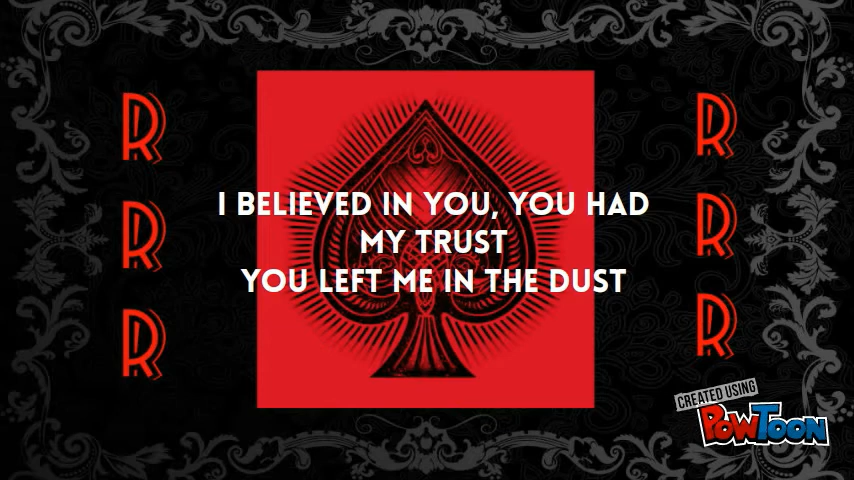 R
R
R
R
R
R
I BELIEVED IN YOU, YOU HAD
MY TRUST
YOU LEFT ME IN THE DUST
CREATED USING
POWTOON